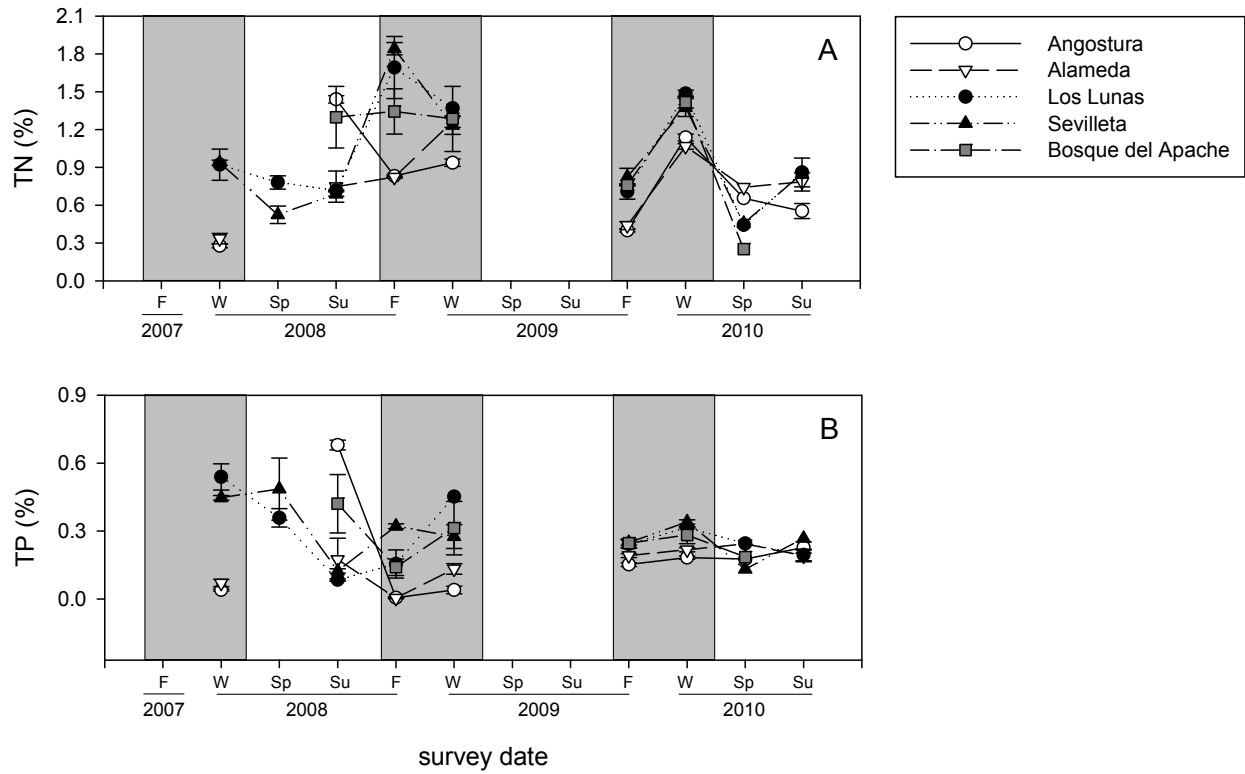 2.1
1.8
1.5
1.2
0.9
0.6
0.3
0.0
TN (%)
A
F W Sp Su F W Sp Su F W Sp Su
2007 2008 2009 2010
Angostura
Alameda
Los Lunas
Sevilleta
Bosque del Apache
0.9
0.6
0.3
0.0
TP (%)
B
F W Sp Su F W Sp Su F W Sp Su
2007 2008 2009 2010
survey date